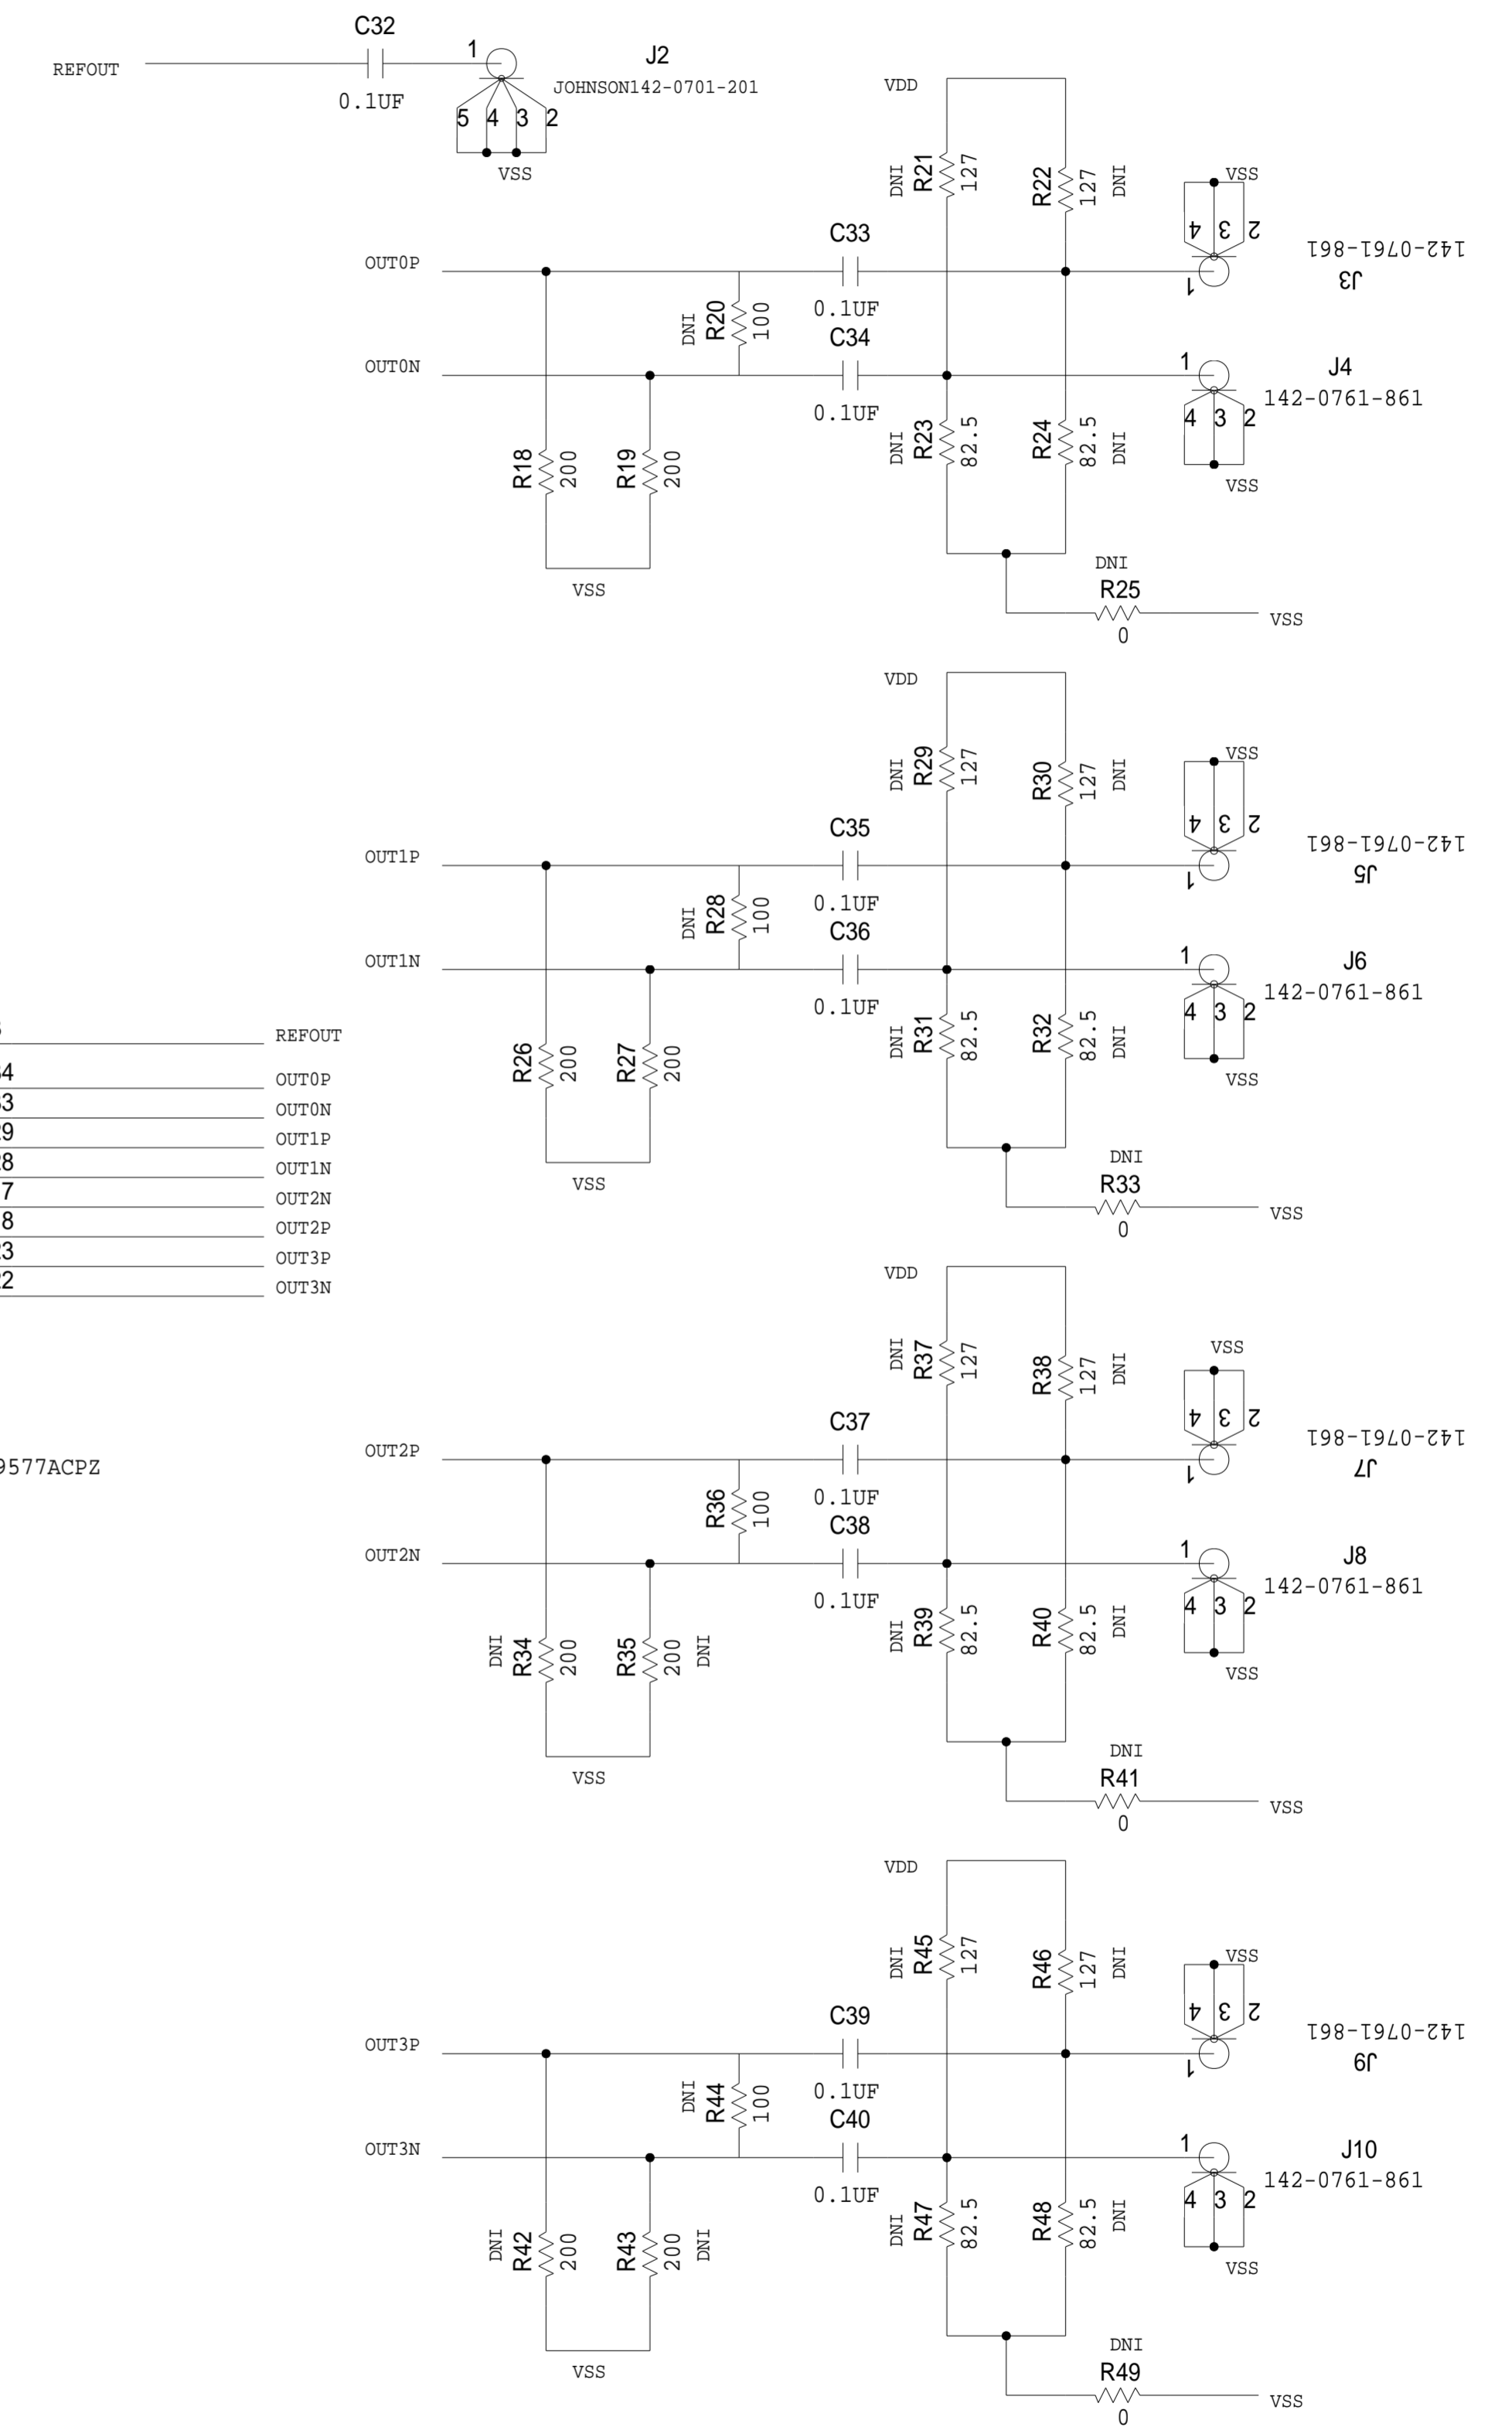 C32
REFOUT
1
J2
JOHNSON142-0701-201
0.1UF
5 4 3 2
VSS
VDD
DNI R21 127
R22 127 DNI
VSS
4 3 2
142-0761-861
J3
1
OUT0P
C33
0.1UF
DNI R20 100
C34
OUT0N
0.1UF
1
J4
142-0761-861
4 3 2
VSS
R18 200
R19 200
DNI R23 82.5
R24 82.5 DNI
VSS
DNI
R25
0
VSS
VDD
DNI R29 127
R30 127 DNI
VSS
4 3 2
142-0761-861
J5
1
OUT1P
C35
0.1UF
DNI R28 100
C36
OUT1N
0.1UF
1
J6
142-0761-861
4 3 2
VSS
R26 200
R27 200
DNI R31 82.5
R32 82.5 DNI
VSS
DNI
R33
0
VSS
REFOUT
4 OUT0P
3 OUT0N
29 OUT1P
28 OUT1N
7 OUT2N
8 OUT2P
23 OUT3P
22 OUT3N
9577ACPZ
VDD
DNI R37 127
R38 127 DNI
VSS
4 3 2
142-0761-861
J7
1
OUT2P
C37
0.1UF
R36 100
C38
OUT2N
0.1UF
1
J8
142-0761-861
4 3 2
VSS
DNI R34 200
R35 200 DNI
DNI R39 82.5
R40 82.5 DNI
VSS
DNI
R41
0
VSS
VDD
DNI R45 127
R46 127 DNI
VSS
4 3 2
142-0761-861
J9
1
OUT3P
C39
0.1UF
DNI R44 100
C40
OUT3N
0.1UF
1
J10
142-0761-861
4 3 2
VSS
DNI R42 200
R43 200 DNI
DNI R47 82.5
R48 82.5 DNI
VSS
DNI
R49
0
VSS